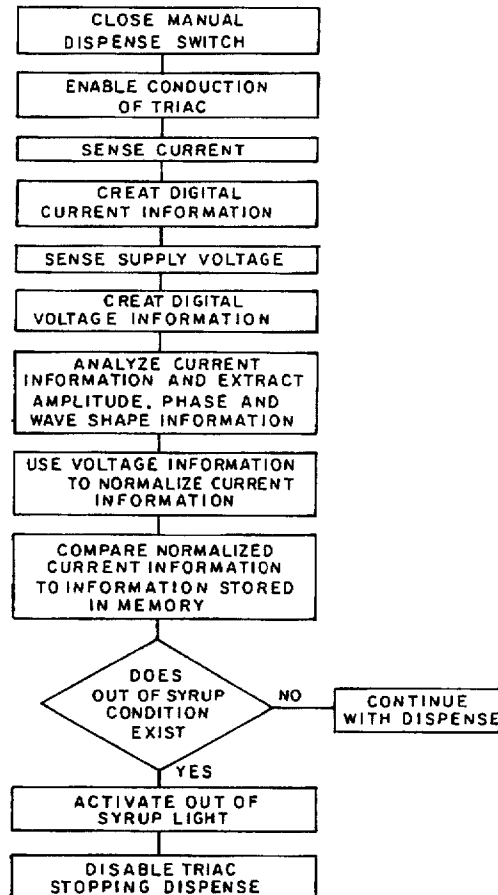 CLOSE MANUAL
DISPENSE SWITCH
ENABLE CONDUCTION
OF TRIAC
SENSE CURRENT
CREAT DIGITAL
CURRENT INFORMATION
SENSE SUPPLY VOLTAGE
CREAT DIGITAL
VOLTAGE INFORMATION
ANALYZE CURRENT
INFORMATION AND EXTRACT
AMPLITUDE, PHASE AND
WAVE SHAPE INFORMATION
USE VOLTAGE INFORMATION
TO NORMALIZE CURRENT
INFORMATION
COMPARE NORMALIZED
CURRENT INFORMATION
TO INFORMATION STORED
IN MEMORY
DOES
OUT OF SYRUP
CONDITION
EXIST
NO
CONTINUE
WITH DISPENSE
YES
ACTIVATE OUT OF
SYRUP LIGHT
DISABLE TRIAC
STOPPING DISPENSE